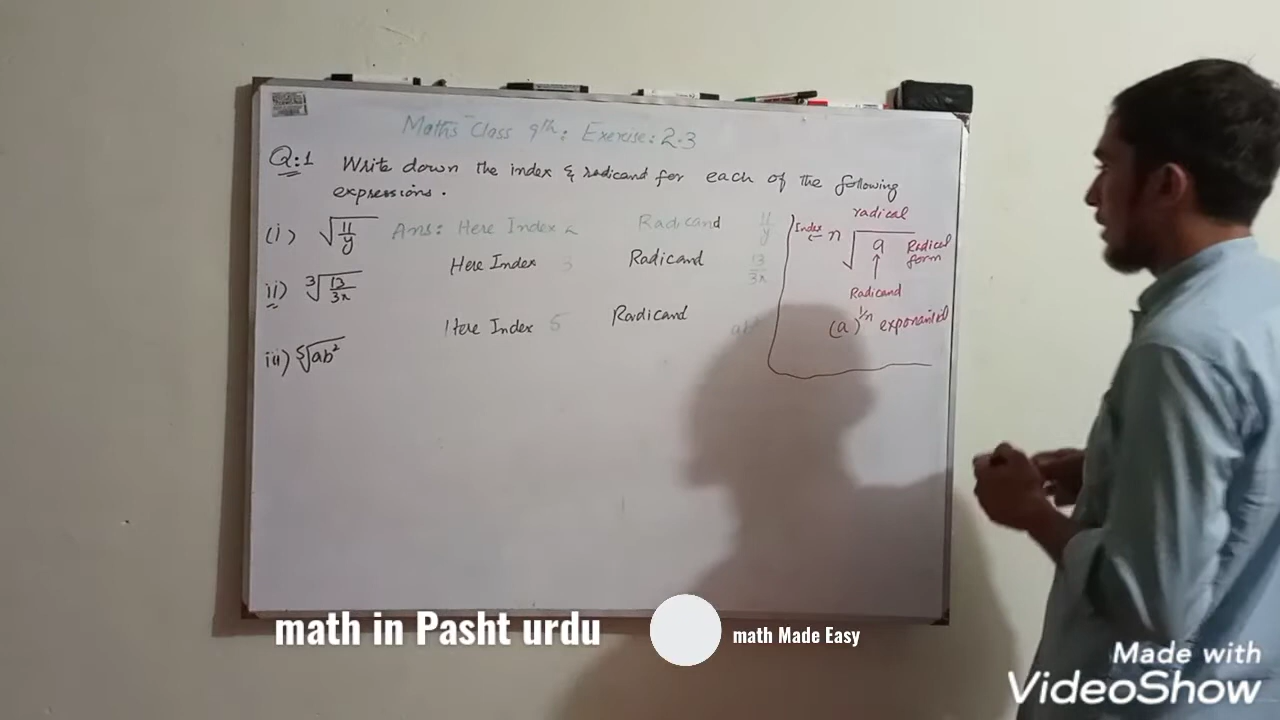 Maths Class 9th: Exercise: 2.3
Q:1 Write down the index & radicand for each of the following
expressions.
(i) √(11/y) Ans: Here Index 2 Radicand 11/y
Here Index 3 Radicand 13/3x
ii) ³√(13/3x)
Here Index 5 Radicand ab²
iii) ⁵√(ab²)
radical
Index ← n √a Radical
form
Radicand
(a)^1/n exponantial
math in Pasht urdu
math Made Easy
Made with
VideoShow